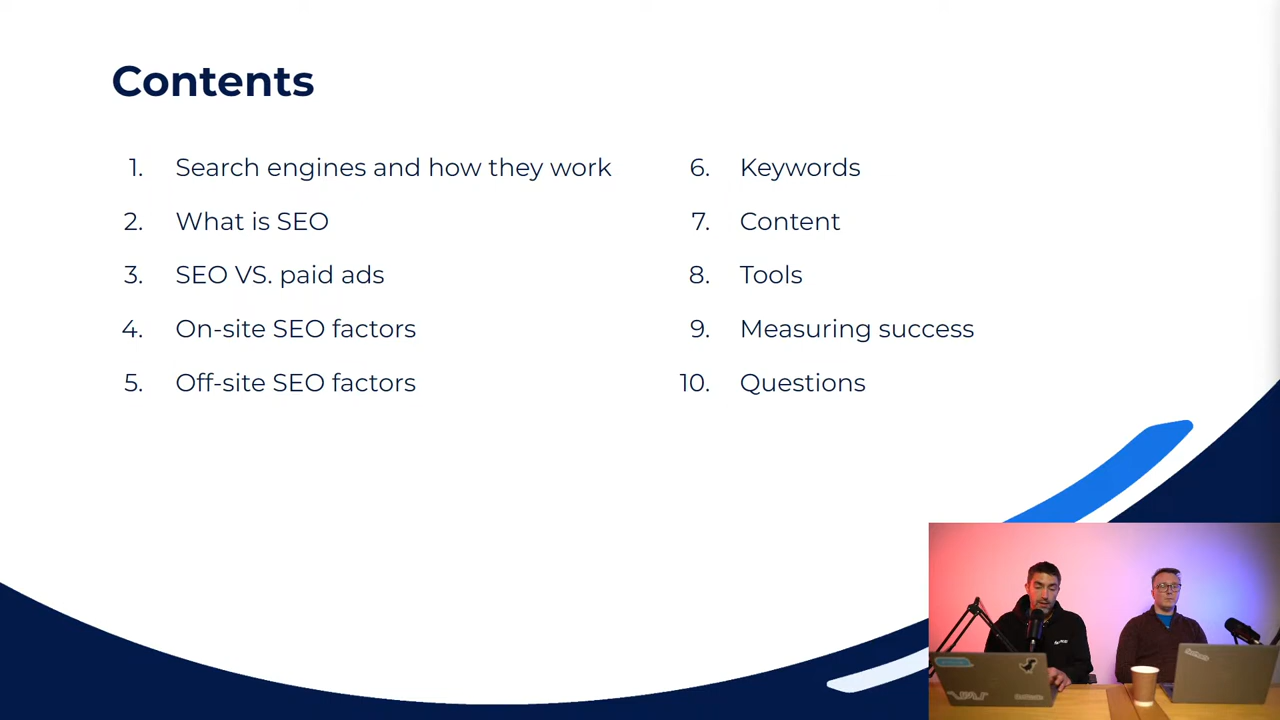 Contents
1. Search engines and how they work
2. What is SEO
3. SEO VS. paid ads
4. On-site SEO factors
5. Off-site SEO factors
6. Keywords
7. Content
8. Tools
9. Measuring success
10. Questions